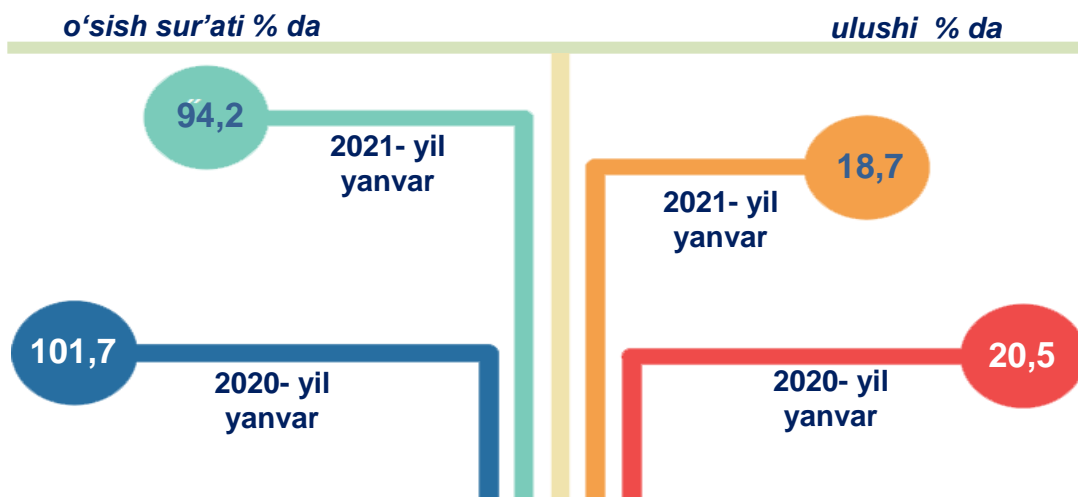 o‘sish sur’ati % da
ulushi % da
94,2
2021- yil
yanvar
18,7
2021- yil
yanvar
101,7
2020- yil
yanvar
20,5
2020- yil
yanvar